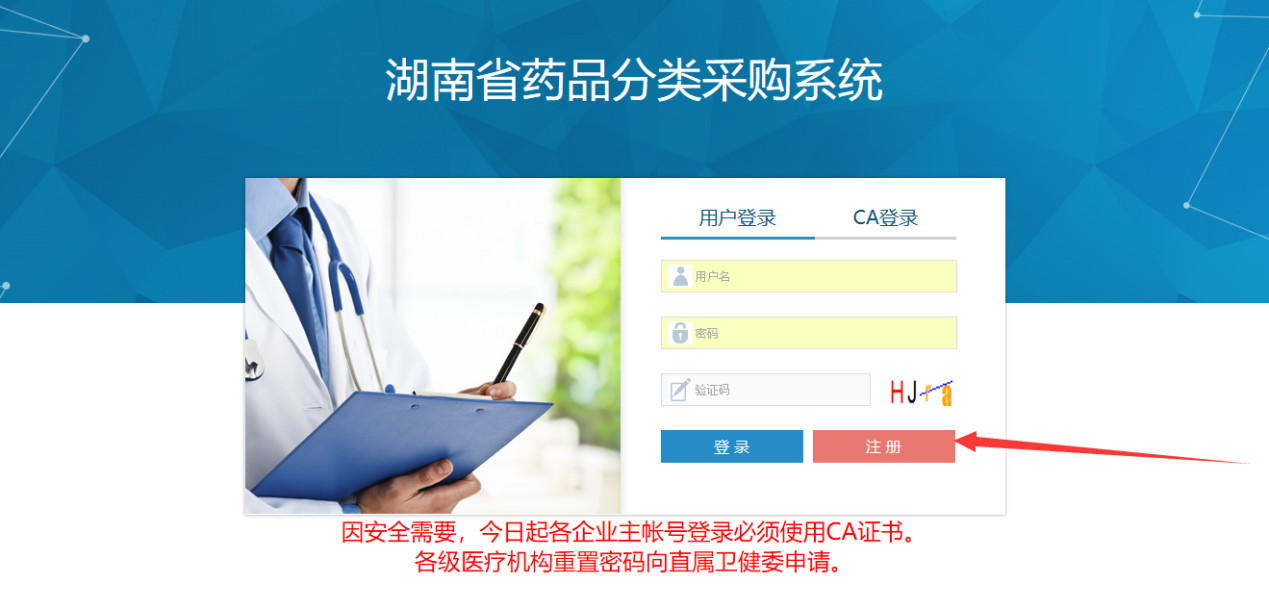 湖南省药品分类采购系统
用户登录 CA登录
用户名
密码
验证码 HJra
登录 注册
因安全需要，今日起各企业主帐号登录必须使用CA证书。
各级医疗机构重置密码向直属卫健委申请。